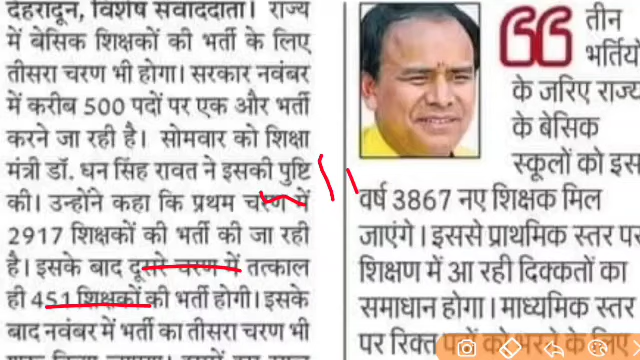 देहरादून, विशेष संवाददाता। राज्य
में बेसिक शिक्षकों की भर्ती के लिए
तीसरा चरण भी होगा। सरकार नवंबर
में करीब 500 पदों पर एक और भर्ती
करने जा रही है। सोमवार को शिक्षा
मंत्री डॉ. धन सिंह रावत ने इसकी पुष्टि
की। उन्होंने कहा कि प्रथम चरण में
2917 शिक्षकों की भर्ती की जा रही
है। इसके बाद दूसरे चरण में तत्काल
ही 451 शिक्षकों की भर्ती होगी। इसके
बाद नवंबर में भर्ती का तीसरा चरण भी
तीन
भर्तियों
के जरिए राज्य
के बेसिक
स्कूलों को इस
वर्ष 3867 नए शिक्षक मिल
जाएंगे। इससे प्राथमिक स्तर पर
शिक्षण में आ रही दिक्कतों का
समाधान होगा। माध्यमिक स्तर
पर रिक्त पदों को भरने के लिए